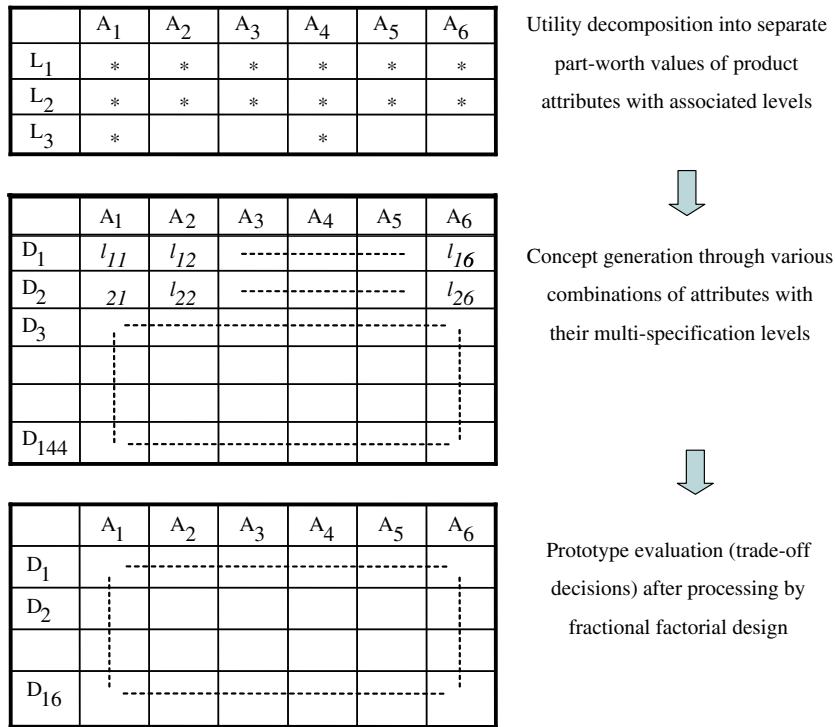 A1 A2 A3 A4 A5 A6
L1 * * * * * *
L2 * * * * * *
L3 * *
Utility decomposition into separate
part-worth values of product
attributes with associated levels
A1 A2 A3 A4 A5 A6
D1 l11 l12 l16
D2 21 l22 l26
D3
D144
Concept generation through various
combinations of attributes with
their multi-specification levels
A1 A2 A3 A4 A5 A6
D1
D2
D16
Prototype evaluation (trade-off
decisions) after processing by
fractional factorial design